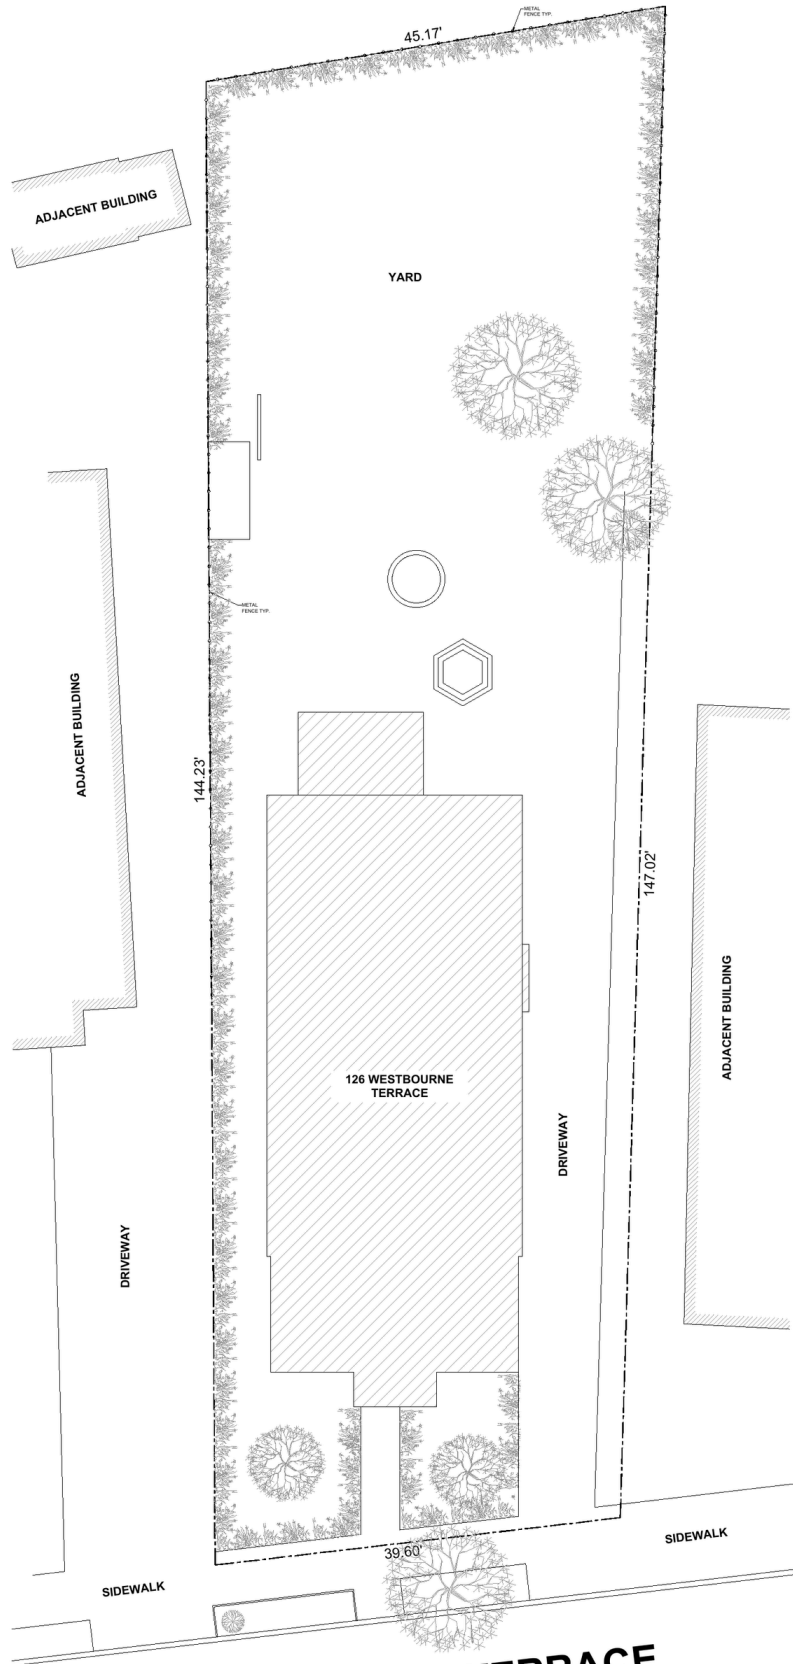 METAL
FENCE TYP.
45.17'
ADJACENT BUILDING
YARD
METAL
FENCE TYP.
ADJACENT BUILDING
144.23'
147.02'
ADJACENT BUILDING
126 WESTBOURNE
TERRACE
DRIVEWAY
DRIVEWAY
39.60'
SIDEWALK
SIDEWALK
TERRACE